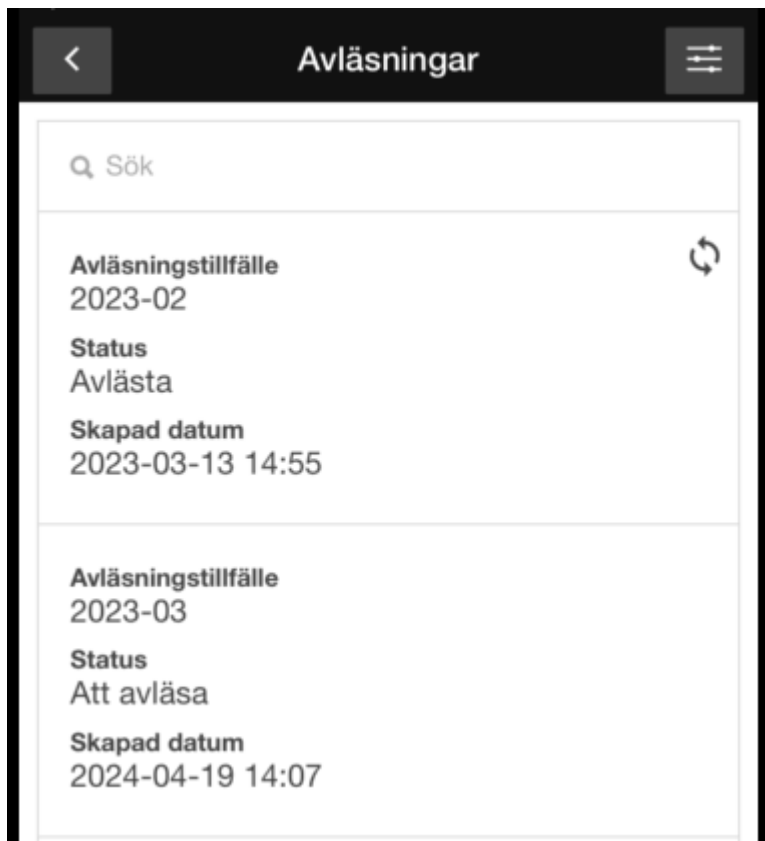 Avläsningar
Sök
Avläsningstillfälle
2023-02
Status
Avlästa
Skapad datum
2023-03-13 14:55
Avläsningstillfälle
2023-03
Status
Att avläsa
Skapad datum
2024-04-19 14:07